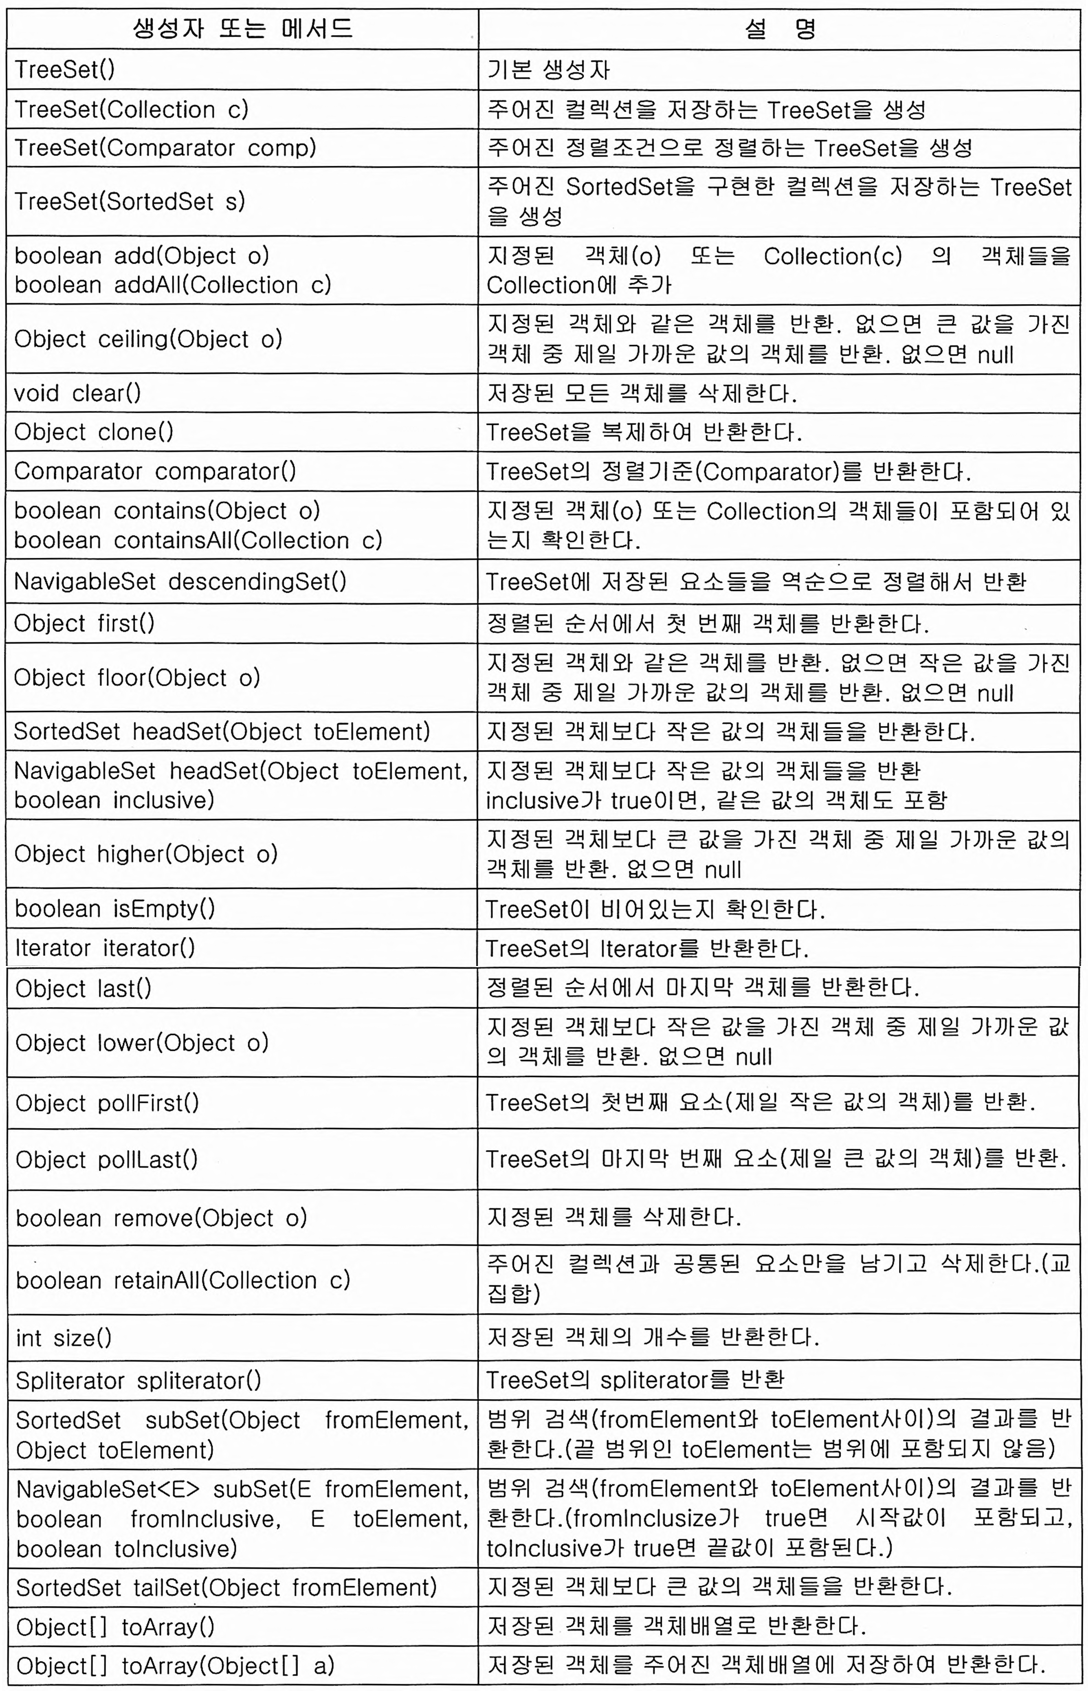 생성자 또는 메서드
설 명
TreeSet()
기본 생성자
TreeSet(Collection c)
주어진 컬렉션을 저장하는 TreeSet을 생성
TreeSet(Comparator comp)
주어진 정렬조건으로 정렬하는 TreeSet을 생성
TreeSet(SortedSet s)
주어진 SortedSet을 구현한 컬렉션을 저장하는 TreeSet
을 생성
boolean add(Object o)
boolean addAll(Collection c)
지정된 객체(o) 또는 Collection(c) 의 객체들을
Collection에 추가
Object ceiling(Object o)
지정된 객체와 같은 객체를 반환. 없으면 큰 값을 가진
객체 중 제일 가까운 값의 객체를 반환. 없으면 null
void clear()
저장된 모든 객체를 삭제한다.
Object clone()
TreeSet을 복제하여 반환한다.
Comparator comparator()
TreeSet의 정렬기준(Comparator)를 반환한다.
boolean contains(Object o)
boolean containsAll(Collection c)
지정된 객체(o) 또는 Collection의 객체들이 포함되어 있
는지 확인한다.
NavigableSet descendingSet()
TreeSet에 저장된 요소들을 역순으로 정렬해서 반환
Object first()
정렬된 순서에서 첫 번째 객체를 반환한다.
Object floor(Object o)
지정된 객체와 같은 객체를 반환. 없으면 작은 값을 가진
객체 중 제일 가까운 값의 객체를 반환. 없으면 null
SortedSet headSet(Object toElement)
지정된 객체보다 작은 값의 객체들을 반환한다.
NavigableSet headSet(Object toElement,
boolean inclusive)
지정된 객체보다 작은 값의 객체들을 반환
inclusive가 true이면, 같은 값의 객체도 포함
Object higher(Object o)
지정된 객체보다 큰 값을 가진 객체 중 제일 가까운 값의
객체를 반환. 없으면 null
boolean isEmpty()
TreeSet이 비어있는지 확인한다.
Iterator iterator()
TreeSet의 Iterator를 반환한다.
Object last()
정렬된 순서에서 마지막 객체를 반환한다.
Object lower(Object o)
지정된 객체보다 작은 값을 가진 객체 중 제일 가까운 값
의 객체를 반환. 없으면 null
Object pollFirst()
TreeSet의 첫번째 요소(제일 작은 값의 객체)를 반환.
Object pollLast()
TreeSet의 마지막 번째 요소(제일 큰 값의 객체)를 반환.
boolean remove(Object o)
지정된 객체를 삭제한다.
boolean retainAll(Collection c)
주어진 컬렉션과 공통된 요소만을 남기고 삭제한다.(교
집합)
int size()
저장된 객체의 개수를 반환한다.
Spliterator spliterator()
TreeSet의 spliterator를 반환
SortedSet subSet(Object fromElement,
Object toElement)
범위 검색(fromElement와 toElement사이)의 결과를 반
환한다.(끝 범위인 toElement는 범위에 포함되지 않음)
NavigableSet<E> subSet(E fromElement,
boolean fromInclusive, E toElement,
boolean toInclusive)
범위 검색(fromElement와 toElement사이)의 결과를 반
환한다.(fromInclusize가 true면 시작값이 포함되고,
toInclusive가 true면 끝값이 포함된다.)
SortedSet tailSet(Object fromElement)
지정된 객체보다 큰 값의 객체들을 반환한다.
Object[] toArray()
저장된 객체를 객체배열로 반환한다.
Object[] toArray(Object[] a)
저장된 객체를 주어진 객체배열에 저장하여 반환한다.